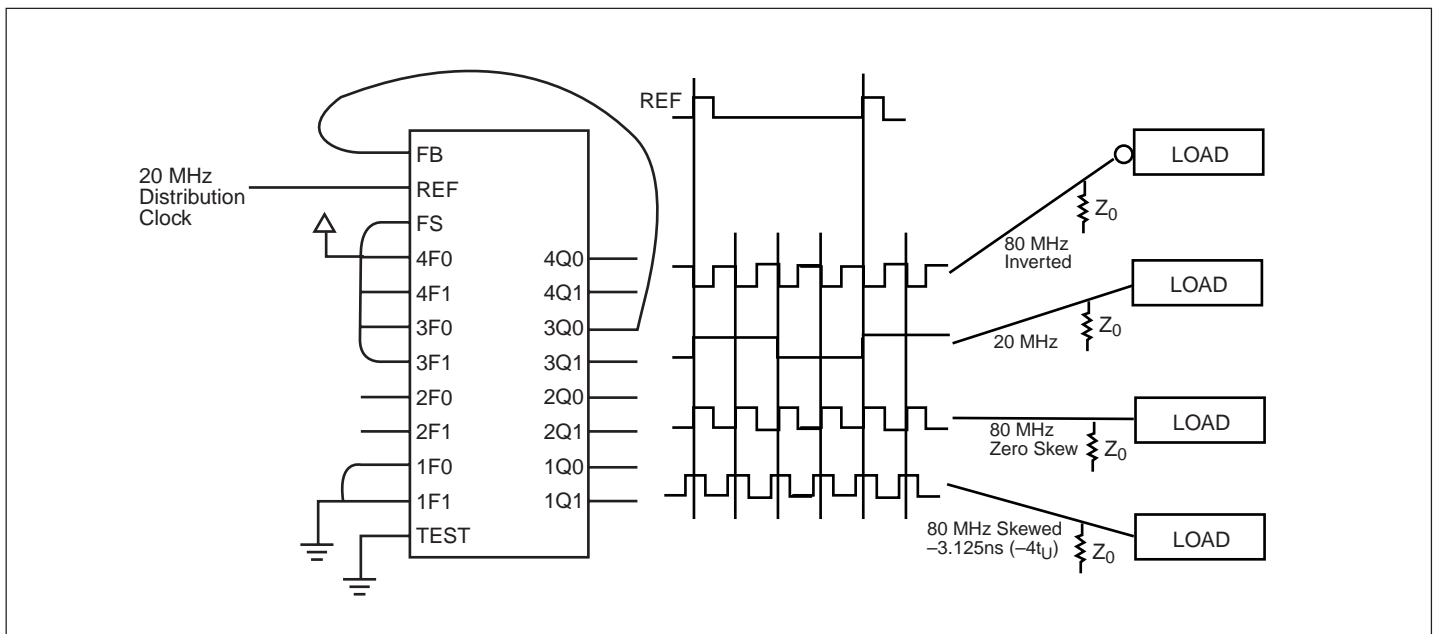 20 MHz
Distribution
Clock
FB
REF
FS
4F0
4F1
3F0
3F1
2F0
2F1
1F0
1F1
TEST
4Q0
4Q1
3Q0
3Q1
2Q0
2Q1
1Q0
1Q1
REF
80 MHz
Inverted
Z0
LOAD
20 MHz
Z0
LOAD
80 MHz
Zero Skew
Z0
LOAD
80 MHz Skewed
–3.125ns (–4tU)
Z0
LOAD